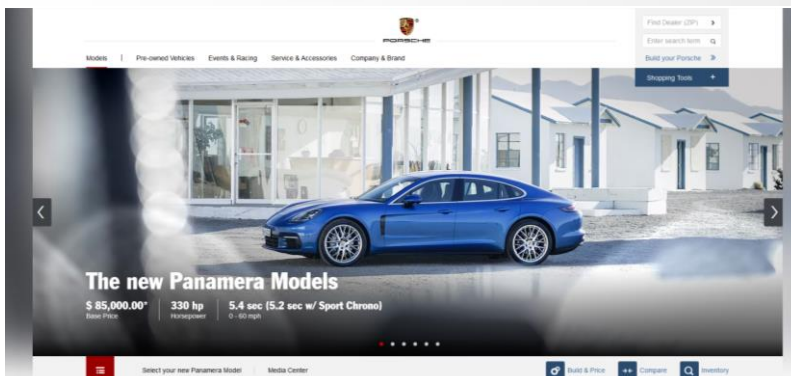 PORSCHE
Find Dealer (ZIP)
Enter search term
Build your Porsche
Shopping Tools +
Models | Pre-owned Vehicles Events & Racing Service & Accessories Company & Brand
The new Panamera Models
$ 85,000.00* 330 hp 5.4 sec (5.2 sec w/ Sport Chrono)
Base Price Horsepower 0 - 60 mph
Select your new Panamera Model Media Center Build & Price Compare Inventory